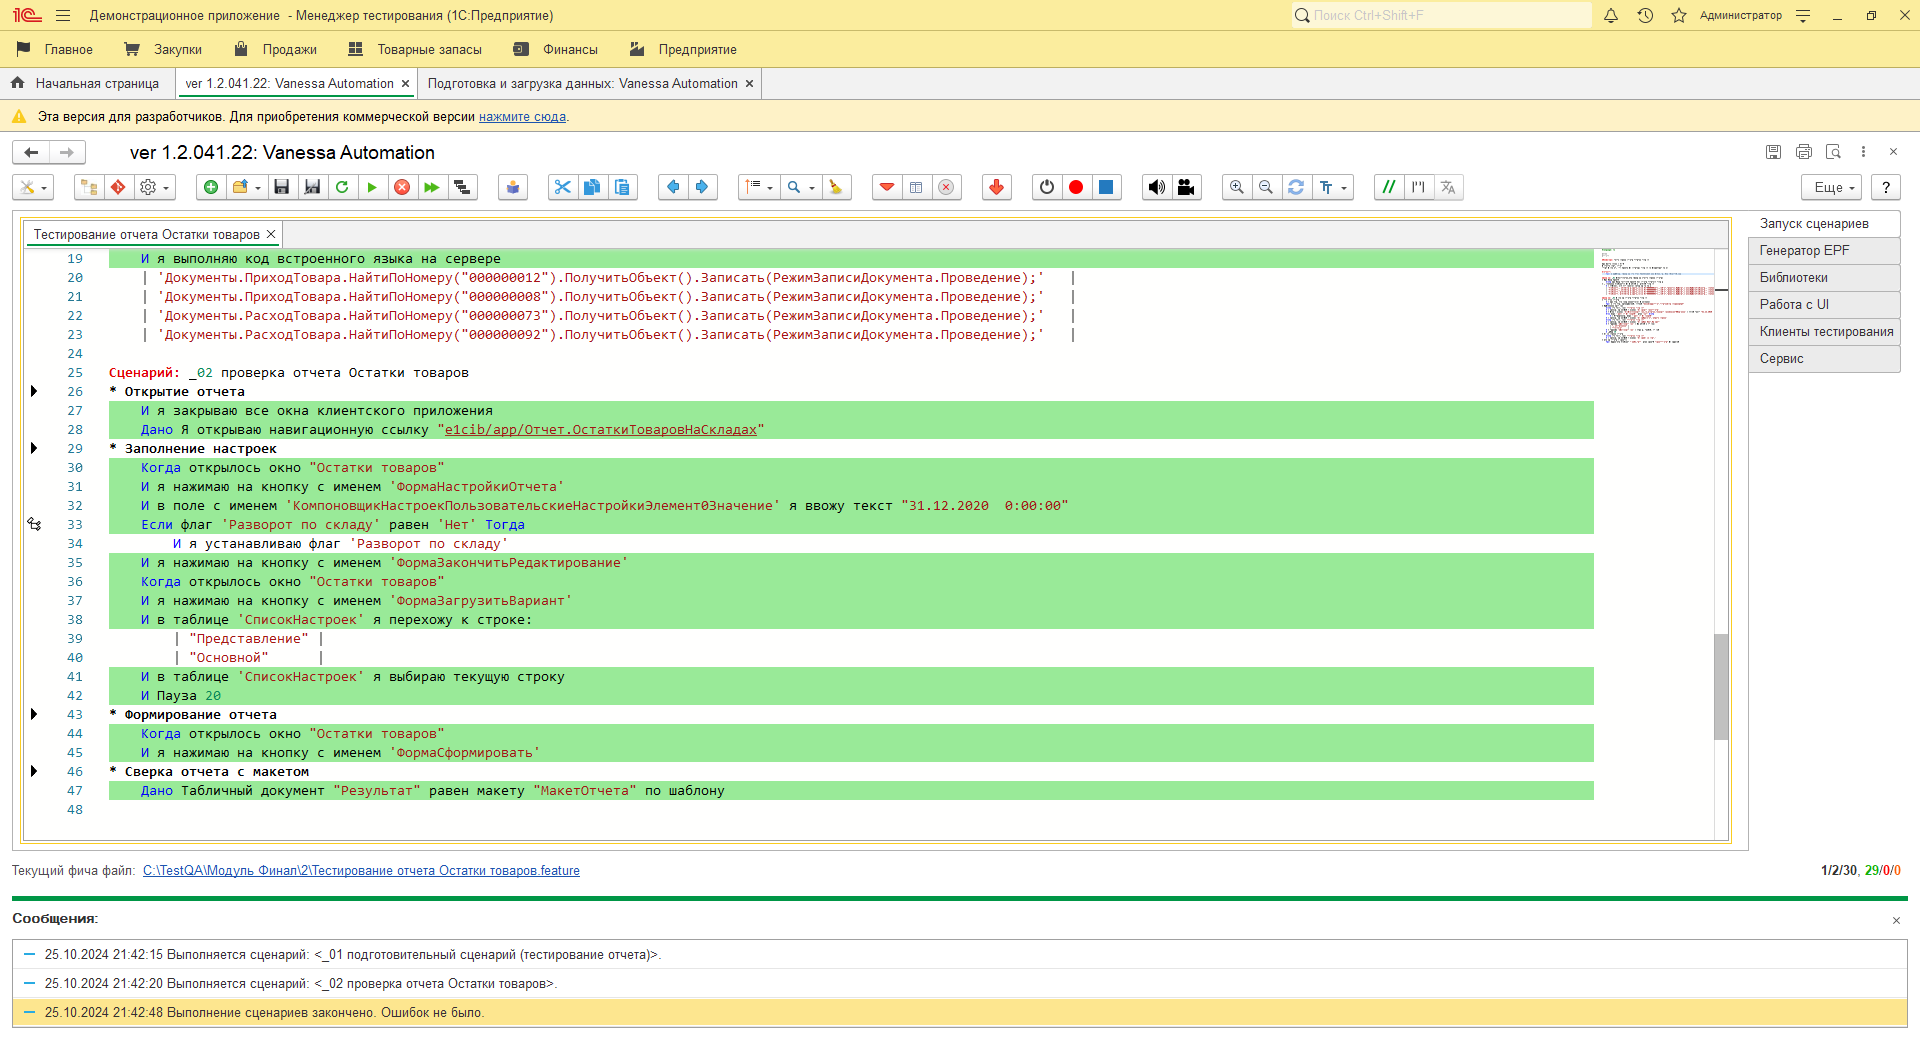 1С Демонстрационное приложение - Менеджер тестирования (1С:Предприятие) Поиск Ctrl+Shift+F Администратор
Главное Закупки Продажи Товарные запасы Финансы Предприятие
Начальная страница ver 1.2.041.22: Vanessa Automation × Подготовка и загрузка данных: Vanessa Automation ×
Эта версия для разработчиков. Для приобретения коммерческой версии нажмите сюда.
ver 1.2.041.22: Vanessa Automation
Еще ?
Тестирование отчета Остатки товаров ×
19 И я выполняю код встроенного языка на сервере
20 | 'Документы.ПриходТовара.НайтиПоНомеру("000000012").ПолучитьОбъект().Записать(РежимЗаписиДокумента.Проведение);' |
21 | 'Документы.ПриходТовара.НайтиПоНомеру("000000008").ПолучитьОбъект().Записать(РежимЗаписиДокумента.Проведение);' |
22 | 'Документы.РасходТовара.НайтиПоНомеру("000000073").ПолучитьОбъект().Записать(РежимЗаписиДокумента.Проведение);' |
23 | 'Документы.РасходТовара.НайтиПоНомеру("000000092").ПолучитьОбъект().Записать(РежимЗаписиДокумента.Проведение);' |
24
25 Сценарий: _02 проверка отчета Остатки товаров
26 * Открытие отчета
27 И я закрываю все окна клиентского приложения
28 Дано Я открываю навигационную ссылку "e1cib/app/Отчет.ОстаткиТоваровНаСкладах"
29 * Заполнение настроек
30 Когда открылось окно "Остатки товаров"
31 И я нажимаю на кнопку с именем 'ФормаНастройкиОтчета'
32 И в поле с именем 'КомпоновщикНастроекПользовательскиеНастройкиЭлемент0Значение' я ввожу текст "31.12.2020  0:00:00"
33 Если флаг 'Разворот по складу' равен 'Нет' Тогда
34 И я устанавливаю флаг 'Разворот по складу'
35 И я нажимаю на кнопку с именем 'ФормаЗакончитьРедактирование'
36 Когда открылось окно "Остатки товаров"
37 И я нажимаю на кнопку с именем 'ФормаЗагрузитьВариант'
38 И в таблице 'СписокНастроек' я перехожу к строке:
39 | "Представление" |
40 | "Основной" |
41 И в таблице 'СписокНастроек' я выбираю текущую строку
42 И Пауза 20
43 * Формирование отчета
44 Когда открылось окно "Остатки товаров"
45 И я нажимаю на кнопку с именем 'ФормаСформировать'
46 * Сверка отчета с макетом
47 Дано Табличный документ "Результат" равен макету "МакетОтчета" по шаблону
48
Запуск сценариев
Генератор EPF
Библиотеки
Работа с UI
Клиенты тестирования
Сервис
Текущий фича файл: C:\TestQA\Модуль Финал\2\Тестирование отчета Остатки товаров.feature 1/2/30, 29/0/0
Сообщения:
25.10.2024 21:42:15 Выполняется сценарий: <_01 подготовительный сценарий (тестирование отчета)>.
25.10.2024 21:42:20 Выполняется сценарий: <_02 проверка отчета Остатки товаров>.
25.10.2024 21:42:48 Выполнение сценариев закончено. Ошибок не было.